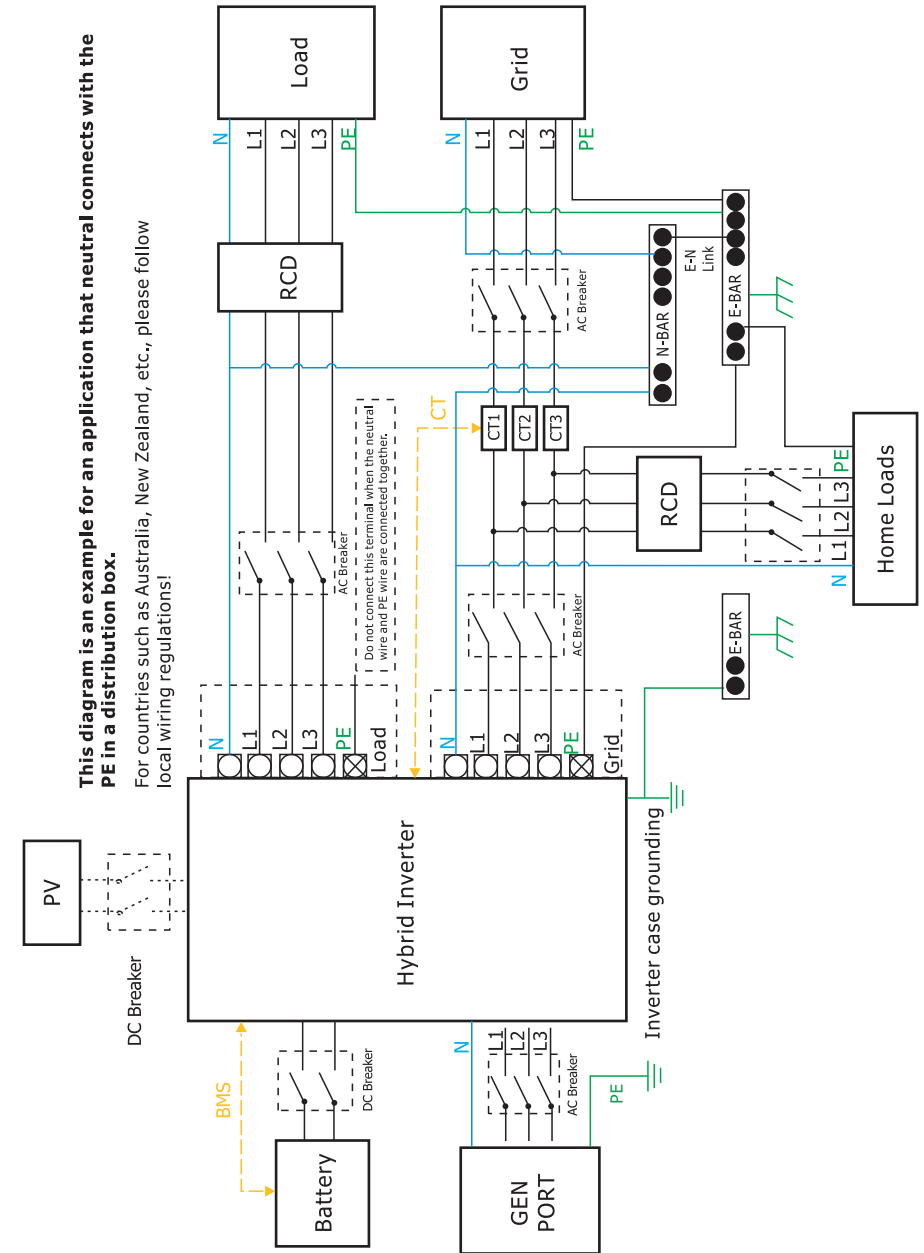 This diagram is an example for an application that neutral connects with the
PE in a distribution box.
For countries such as Australia, New Zealand, etc., please follow
local wiring regulations!
PV
DC Breaker
BMS
Battery
DC Breaker
GEN
PORT
N
L1
L2
L3
AC Breaker
PE
Hybrid Inverter
Inverter case grounding
N
L1
L2
L3
PE
Load
AC Breaker
RCD
N
L1
L2
L3
PE
Load
Do not connect this terminal when the neutral
wire and PE wire are connected together.
CT
N
L1
L2
L3
PE
Grid
AC Breaker
CT1
CT2
CT3
AC Breaker
N
L1
L2
L3
PE
Grid
RCD
N-BAR
E-N
Link
E-BAR
E-BAR
N
L1
L2
L3
PE
Home Loads